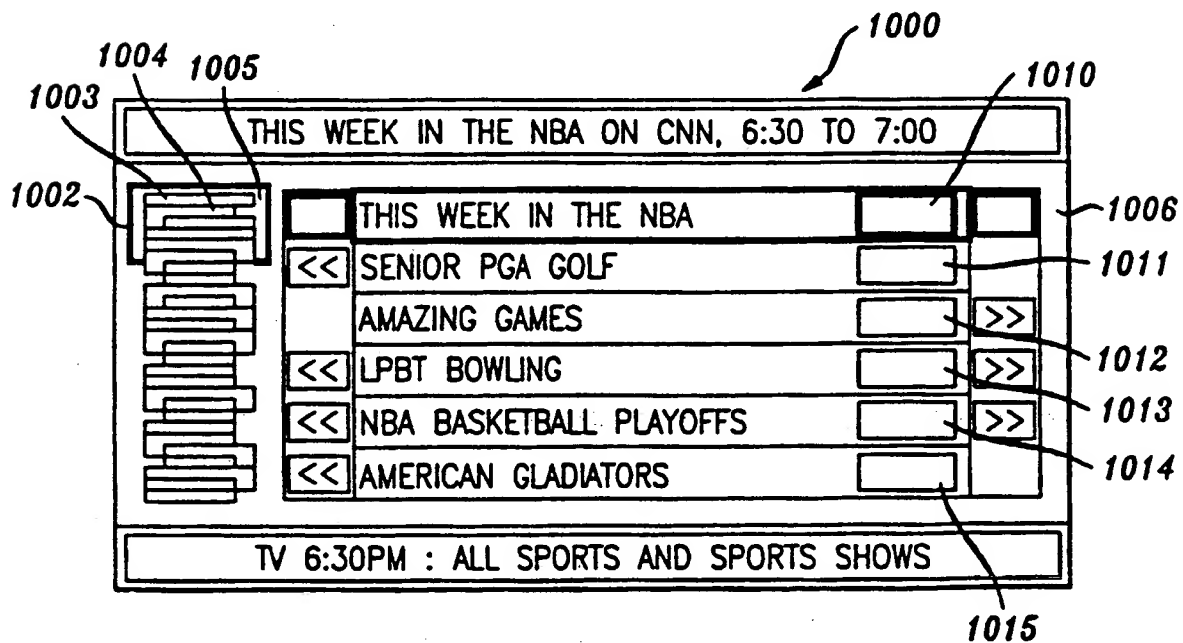 1000
1004
1005
1010
1003
THIS WEEK IN THE NBA ON CNN, 6:30 TO 7:00
1002
THIS WEEK IN THE NBA
1006
<< SENIOR PGA GOLF
1011
AMAZING GAMES >>
1012
<< LPBT BOWLING >>
1013
<< NBA BASKETBALL PLAYOFFS >>
1014
<< AMERICAN GLADIATORS
TV 6:30PM : ALL SPORTS AND SPORTS SHOWS
1015